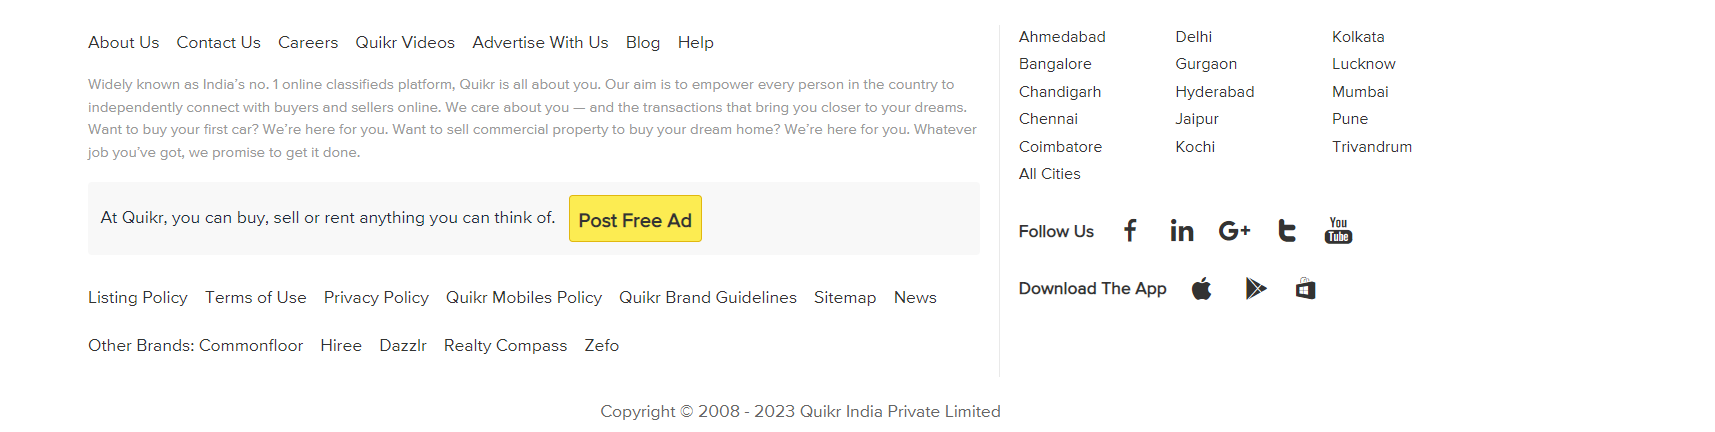 About Us Contact Us Careers Quikr Videos Advertise With Us Blog Help
Widely known as India's no. 1 online classifieds platform, Quikr is all about you. Our aim is to empower every person in the country to
independently connect with buyers and sellers online. We care about you — and the transactions that bring you closer to your dreams.
Want to buy your first car? We're here for you. Want to sell commercial property to buy your dream home? We're here for you. Whatever
job you've got, we promise to get it done.
At Quikr, you can buy, sell or rent anything you can think of. Post Free Ad
Listing Policy Terms of Use Privacy Policy Quikr Mobiles Policy Quikr Brand Guidelines Sitemap News
Other Brands: Commonfloor Hiree Dazzlr Realty Compass Zefo
Ahmedabad Delhi Kolkata
Bangalore Gurgaon Lucknow
Chandigarh Hyderabad Mumbai
Chennai Jaipur Pune
Coimbatore Kochi Trivandrum
All Cities
Follow Us f in G+ t You Tube
Download The App
Copyright © 2008 - 2023 Quikr India Private Limited